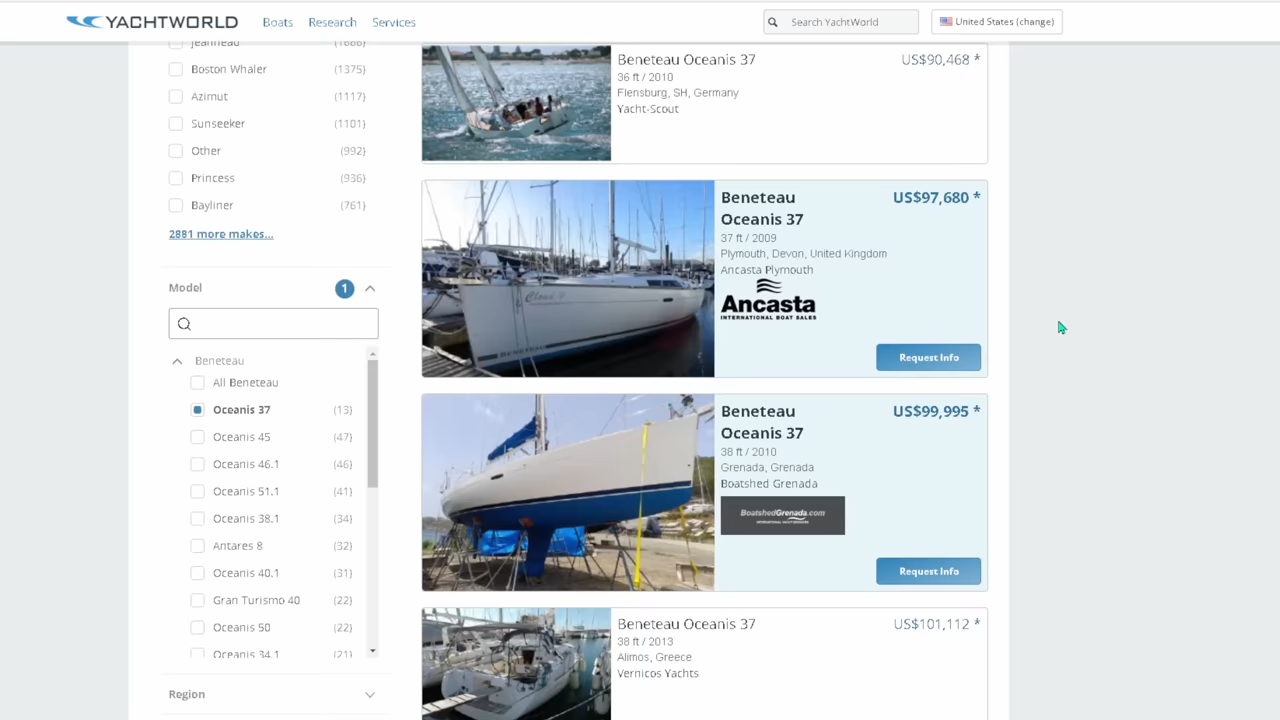 YACHTWORLD
Boats
Research
Services
Search YachtWorld
United States (change)
Jeanneau (1688)
Boston Whaler (1375)
Azimut (1117)
Sunseeker (1101)
Other (992)
Princess (936)
Bayliner (761)
2881 more makes...
Model 1
Beneteau
All Beneteau
Oceanis 37 (13)
Oceanis 45 (47)
Oceanis 46.1 (46)
Oceanis 51.1 (41)
Oceanis 38.1 (34)
Antares 8 (32)
Oceanis 40.1 (31)
Gran Turismo 40 (22)
Oceanis 50 (22)
Oceanis 34.1 (21)
Region
Beneteau Oceanis 37 US$90,468 *
36 ft / 2010
Flensburg, SH, Germany
Yacht-Scout
Beneteau US$97,680 *
Oceanis 37
37 ft / 2009
Plymouth, Devon, United Kingdom
Ancasta Plymouth
Ancasta
INTERNATIONAL BOAT SALES
Request Info
BENETEAU
Beneteau US$99,995 *
Oceanis 37
38 ft / 2010
Grenada, Grenada
Boatshed Grenada
BoatshedGrenada.com
INTERNATIONAL YACHT BROKERS
Request Info
Beneteau Oceanis 37 US$101,112 *
38 ft / 2013
Alimos, Greece
Vernicos Yachts